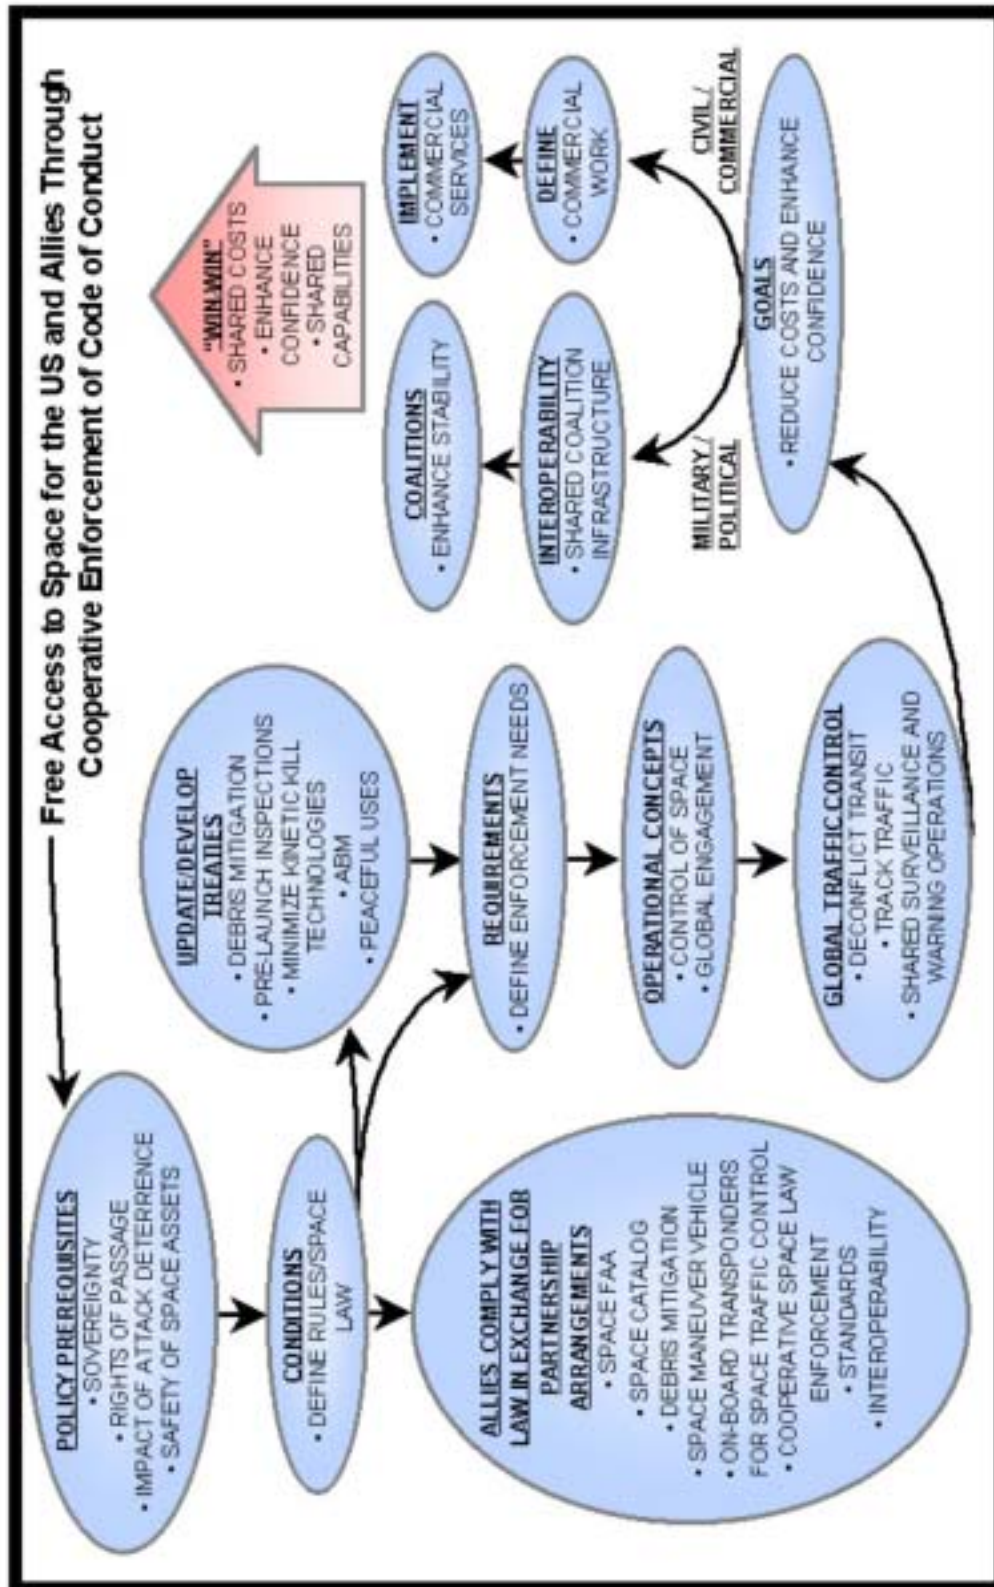 Free Access to Space for the US and Allies Through
Cooperative Enforcement of Code of Conduct
POLICY PREREQUISITES
• SOVEREIGNTY
• RIGHTS OF PASSAGE
• IMPACT OF ATTACK DETERRENCE
• SAFETY OF SPACE ASSETS
CONDITIONS
• DEFINE RULES/SPACE
LAW
ALLIES COMPLY WITH
LAW IN EXCHANGE FOR
PARTNERSHIP
ARRANGEMENTS
• SPACE FAA
• SPACE CATALOG
• DEBRIS MITIGATION
• SPACE MANEUVER VEHICLE
• ON-BOARD TRANSPONDERS
FOR SPACE TRAFFIC CONTROL
• COOPERATIVE SPACE LAW
ENFORCEMENT
• STANDARDS
• INTEROPERABILITY
UPDATE/DEVELOP
TREATIES
• DEBRIS MITIGATION
• PRE-LAUNCH INSPECTIONS
• MINIMIZE KINETIC KILL
TECHNOLOGIES
• ABM
• PEACEFUL USES
REQUIREMENTS
• DEFINE ENFORCEMENT NEEDS
OPERATIONAL CONCEPTS
• CONTROL OF SPACE
• GLOBAL ENGAGEMENT
GLOBAL TRAFFIC CONTROL
• DECONFLICT TRANSIT
• TRACK TRAFFIC
• SHARED SURVEILLANCE AND
WARNING OPERATIONS
"WIN WIN"
• SHARED COSTS
• ENHANCE
CONFIDENCE
• SHARED
CAPABILITIES
COALITIONS
• ENHANCE STABILITY
IMPLEMENT
• COMMERCIAL
SERVICES
INTEROPERABILITY
• SHARED COALITION
INFRASTRUCTURE
DEFINE
• COMMERCIAL
WORK
MILITARY/
POLITICAL
CIVIL/
COMMERCIAL
GOALS
• REDUCE COSTS AND ENHANCE
CONFIDENCE